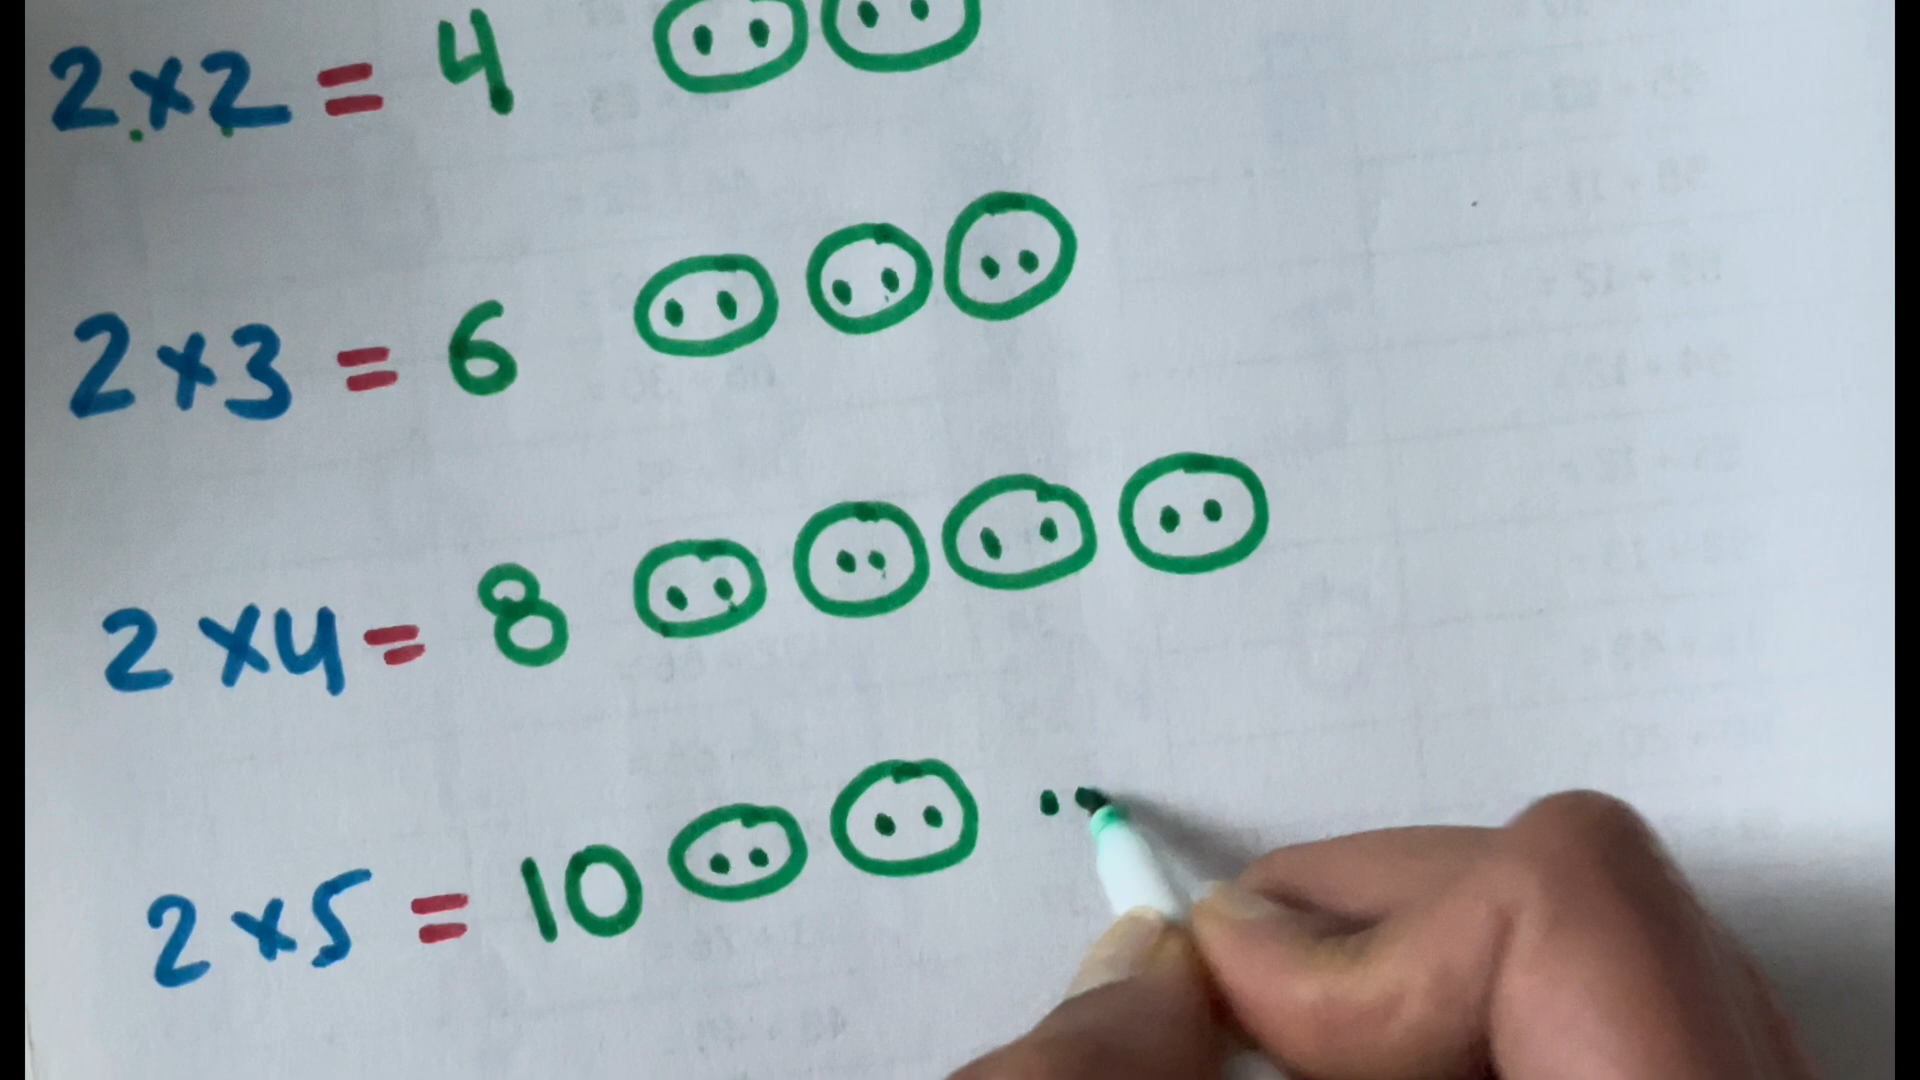 2×2 = 4
2×3 = 6
2×4 = 8
2×5 = 10